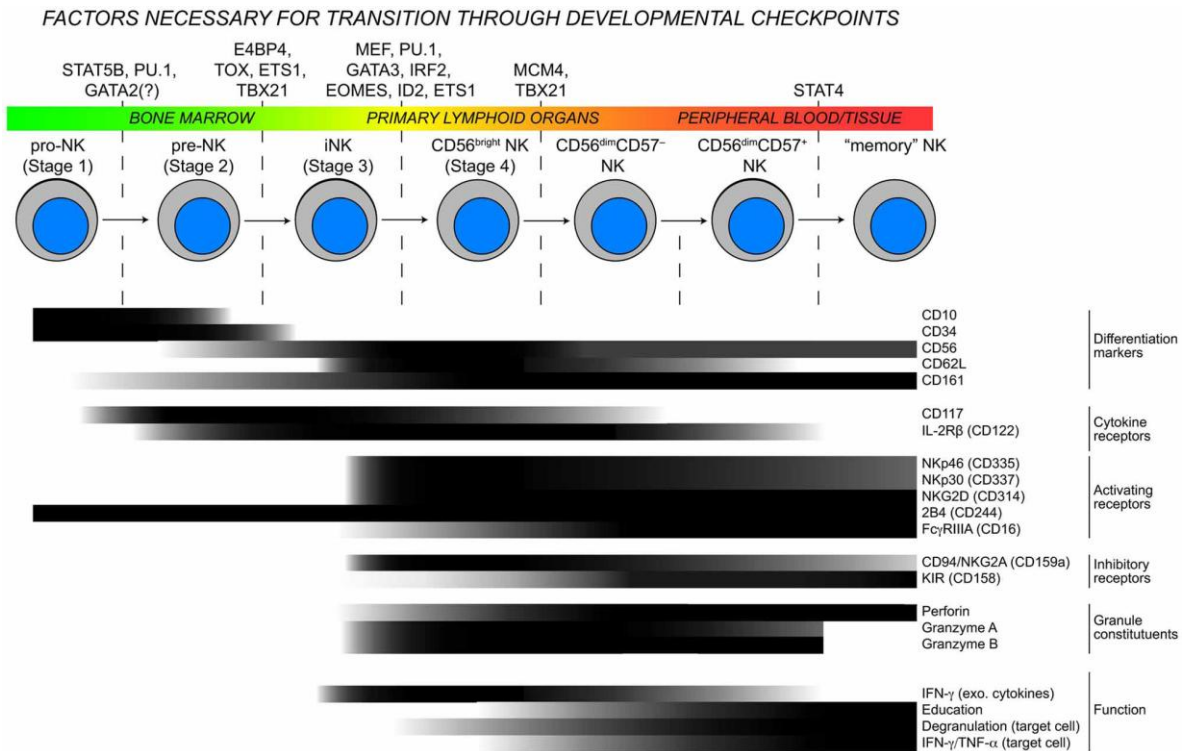 FACTORS NECESSARY FOR TRANSITION THROUGH DEVELOPMENTAL CHECKPOINTS
STAT5B, PU.1,
GATA2(?)
E4BP4,
TOX, ETS1,
TBX21
MEF, PU.1,
GATA3, IRF2,
EOMES, ID2, ETS1
MCM4,
TBX21
STAT4
BONE MARROW
PRIMARY LYMPHOID ORGANS
PERIPHERAL BLOOD/TISSUE
pro-NK
(Stage 1)
pre-NK
(Stage 2)
iNK
(Stage 3)
CD56bright NK
(Stage 4)
CD56dimCD57–
NK
CD56dimCD57+
NK
“memory” NK
CD10
CD34
CD56
CD62L
CD161
Differentiation
markers
CD117
IL-2Rβ (CD122)
Cytokine
receptors
NKp46 (CD335)
NKp30 (CD337)
NKG2D (CD314)
2B4 (CD244)
FcγRIIIA (CD16)
Activating
receptors
CD94/NKG2A (CD159a)
KIR (CD158)
Inhibitory
receptors
Perforin
Granzyme A
Granzyme B
Granule
constitutuents
IFN-γ (exo. cytokines)
Education
Degranulation (target cell)
IFN-γ/TNF-α (target cell)
Function